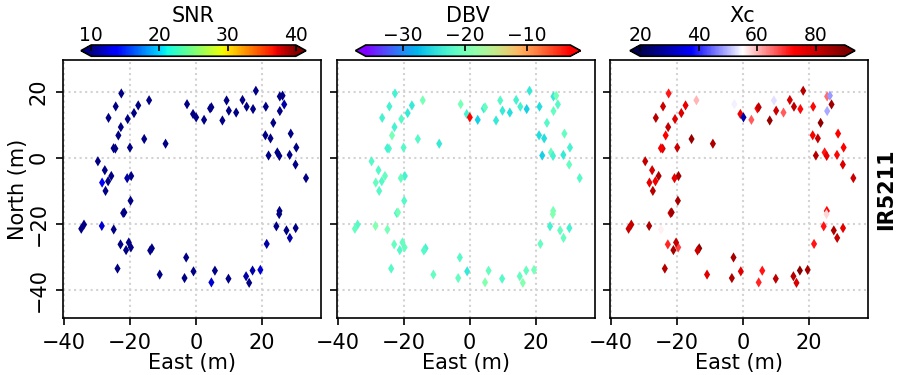 SNR DBV Xc
10 20 30 40 −30 −20 −10 20 40 60 80
20
0
−20
−40
North (m)
IR5211
−40 −20 0 20 −40 −20 0 20 −40 −20 0 20
East (m) East (m) East (m)